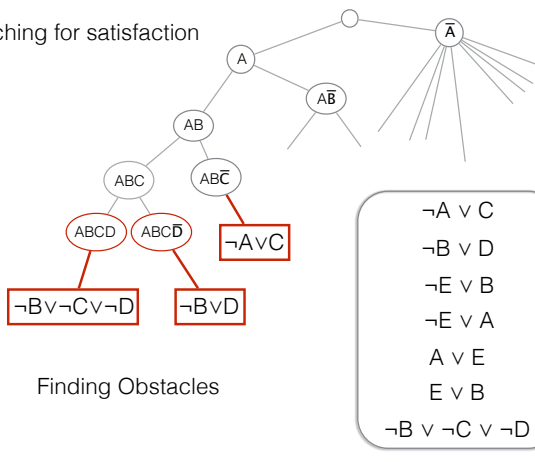 ching for satisfaction
A̅
A
AB̅
AB
ABC
ABC̅
ABCD
ABCD̅
¬A∨C
¬B∨¬C∨¬D
¬B∨D
Finding Obstacles
¬A ∨ C
¬B ∨ D
¬E ∨ B
¬E ∨ A
A ∨ E
E ∨ B
¬B ∨ ¬C ∨ ¬D